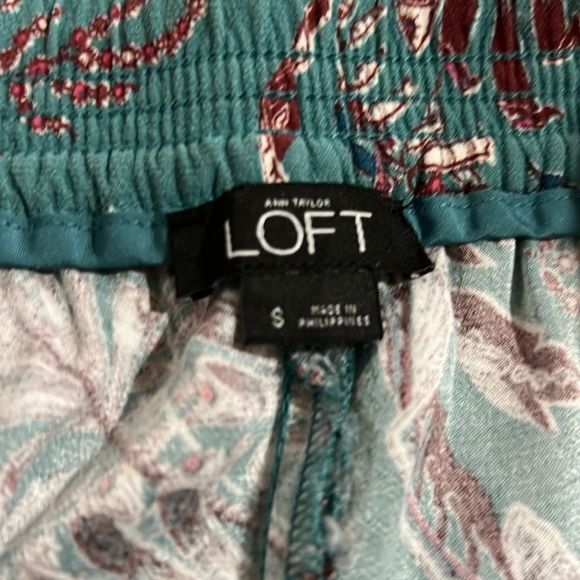 ANN TAYLOR
LOFT
S
MADE IN
PHILIPPINES